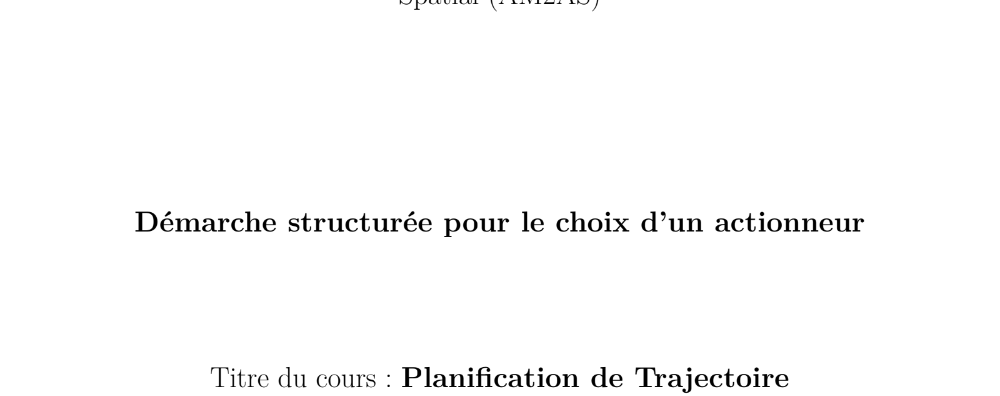 Spatial (AM2AS)
Démarche structurée pour le choix d'un actionneur
Titre du cours : Planification de Trajectoire